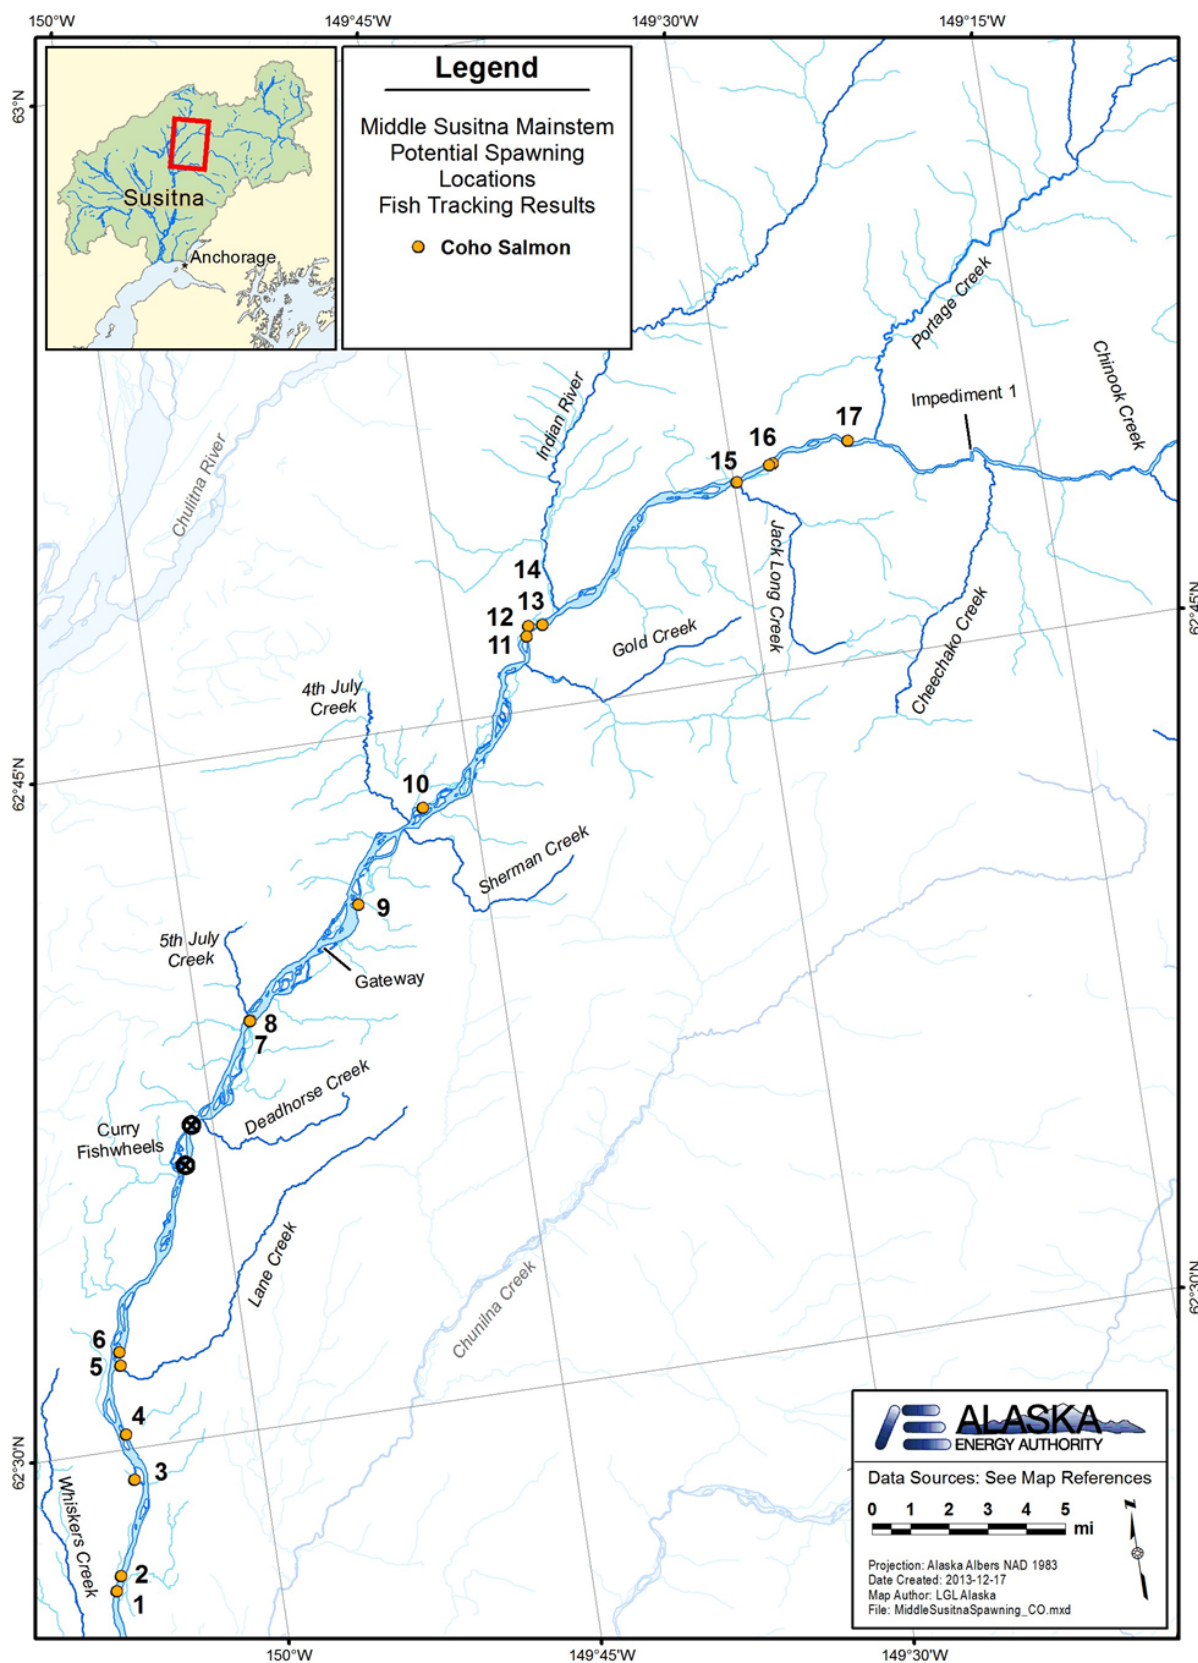 150°W
149°45'W
149°30'W
149°15'W
63°N
Legend
Middle Susitna Mainstem
Potential Spawning
Locations
Fish Tracking Results
Coho Salmon
Susitna
Anchorage
Portage Creek
Chinook Creek
Impediment 1
Indian River
Chulitna River
17
16
15
Jack Long Creek
14
13
12
11
Gold Creek
Cheechako Creek
62°45'N
4th July
Creek
62°45'N
10
Sherman Creek
9
5th July
Creek
Gateway
8
7
Deadhorse Creek
Curry
Fishwheels
Lane Creek
Chunilna Creek
62°30'N
6
5
4
62°30'N
3
Whiskers Creek
2
1
ALASKA
ENERGY AUTHORITY
Data Sources: See Map References
0 1 2 3 4 5
mi
N
Projection: Alaska Albers NAD 1983
Date Created: 2013-12-17
Map Author: LGL Alaska
File: MiddleSusitnaSpawning_CO.mxd
150°W
149°45'W
149°30'W